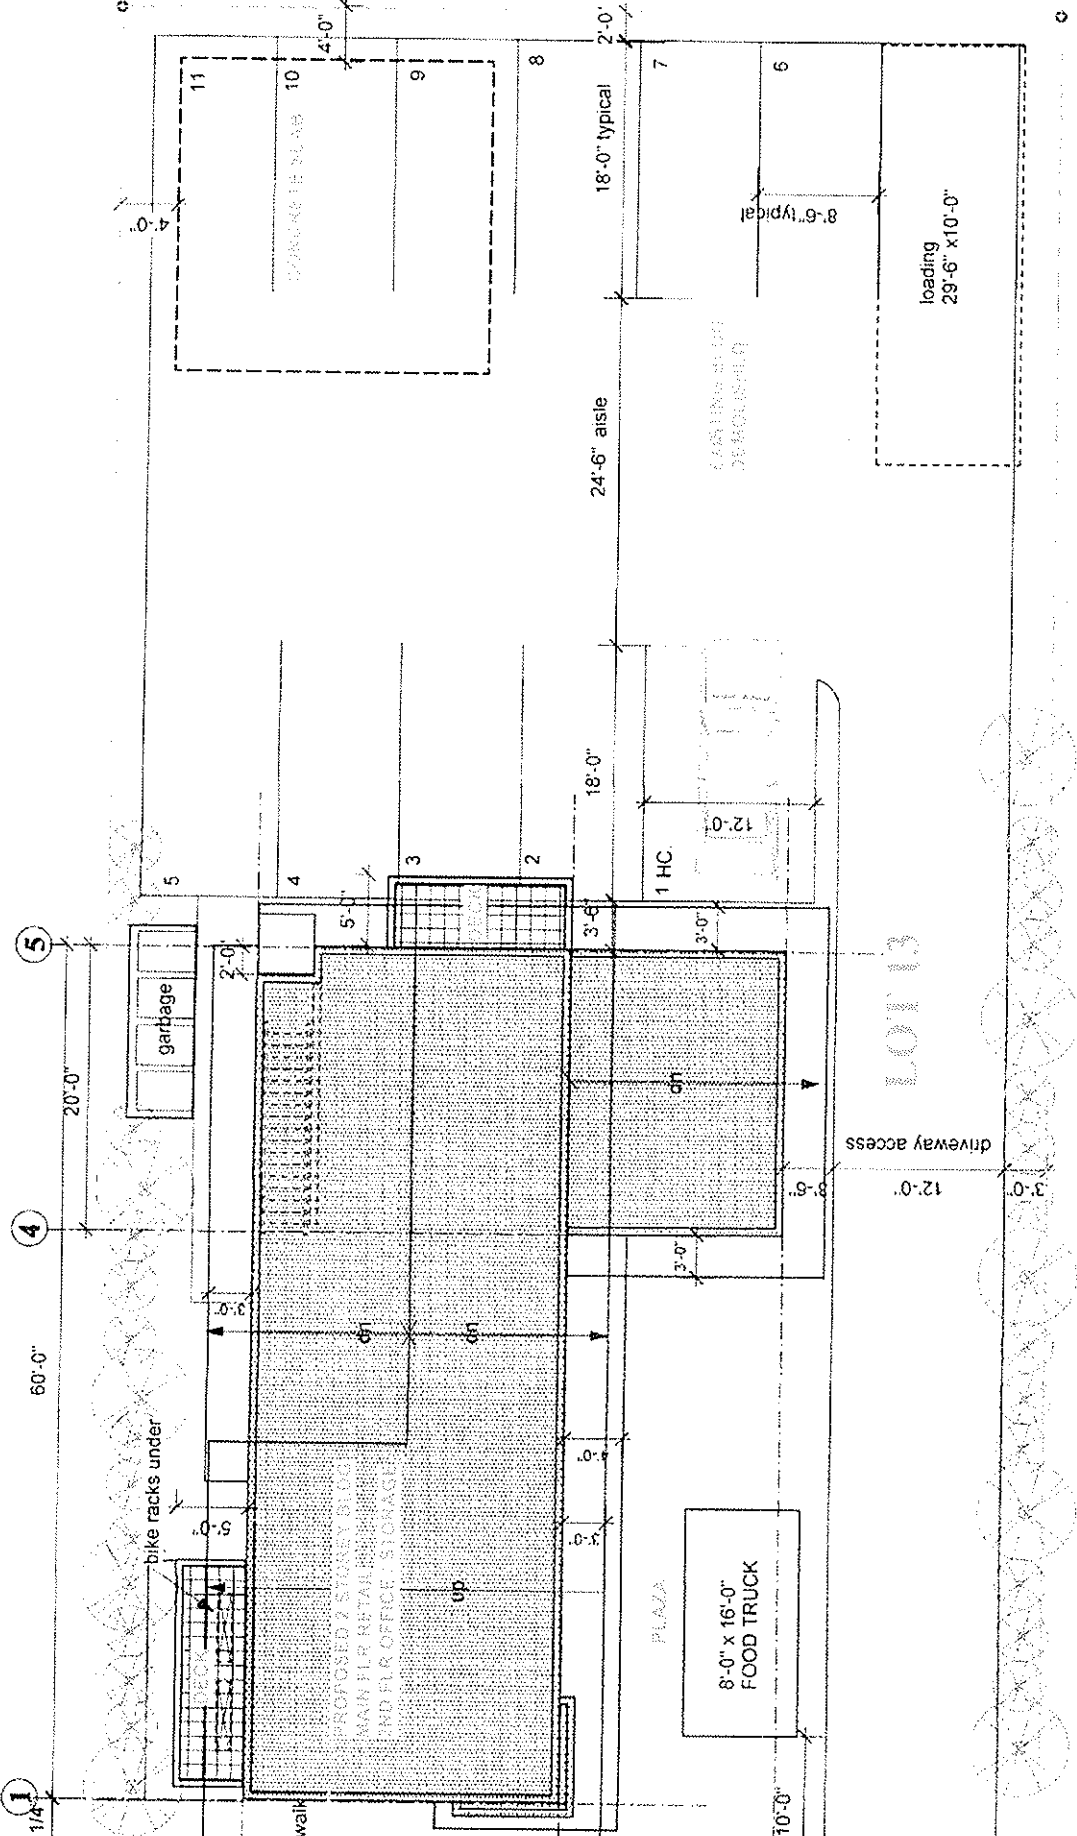 4'-0"
2'-0"
11
10
9
8
7
6
4'-0"
18'-0" typical
8'-6" typical
loading
29'-6" x10'-0"
24'-6" aisle
18'-0"
12'-0"
1 HC.
2
3
4
5
5'-0"
3'-6"
3'-0"
5
2'-0"
garbage
20'-0"
LOT 13
dn
driveway access
12'-0"
3'-0"
4
3'-0"
3'-0"
60'-0"
dn
dn
bike racks under
5'-0"
4'-0"
3'-0"
DECK
PROPOSED 2 STOREY BLDG
MAIN FLR RETAIL
2ND FLR OFFICE
up
PLAZA
8'-0" x 16'-0"
FOOD TRUCK
10'-0"
1
1/4"
walk